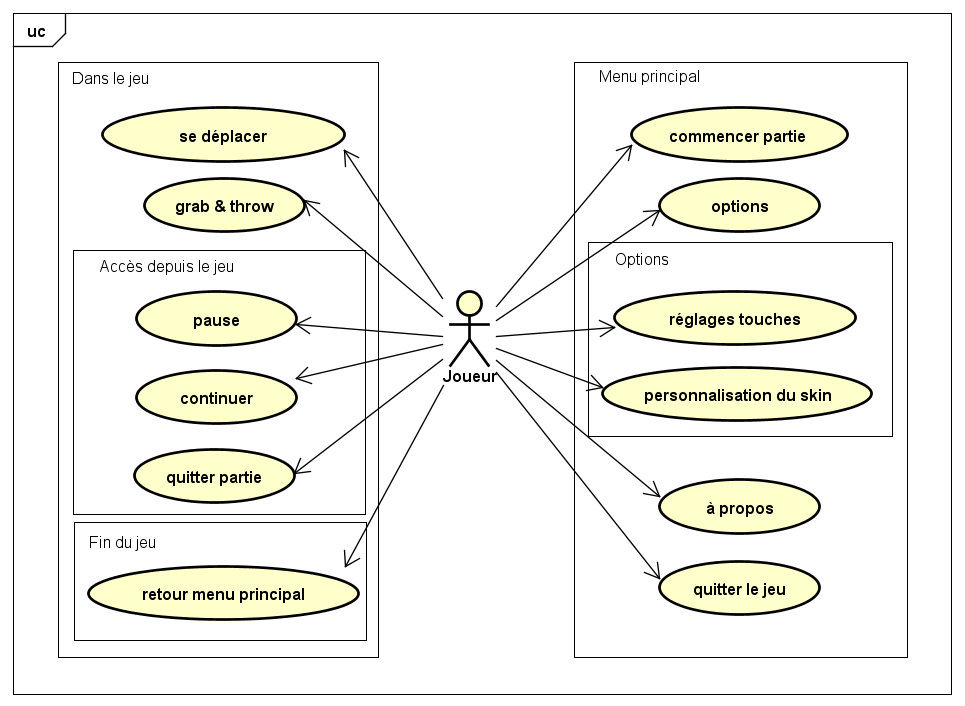 uc
Dans le jeu
se déplacer
grab & throw
Accès depuis le jeu
pause
continuer
quitter partie
Fin du jeu
retour menu principal
Joueur
Menu principal
commencer partie
options
Options
réglages touches
personnalisation du skin
à propos
quitter le jeu